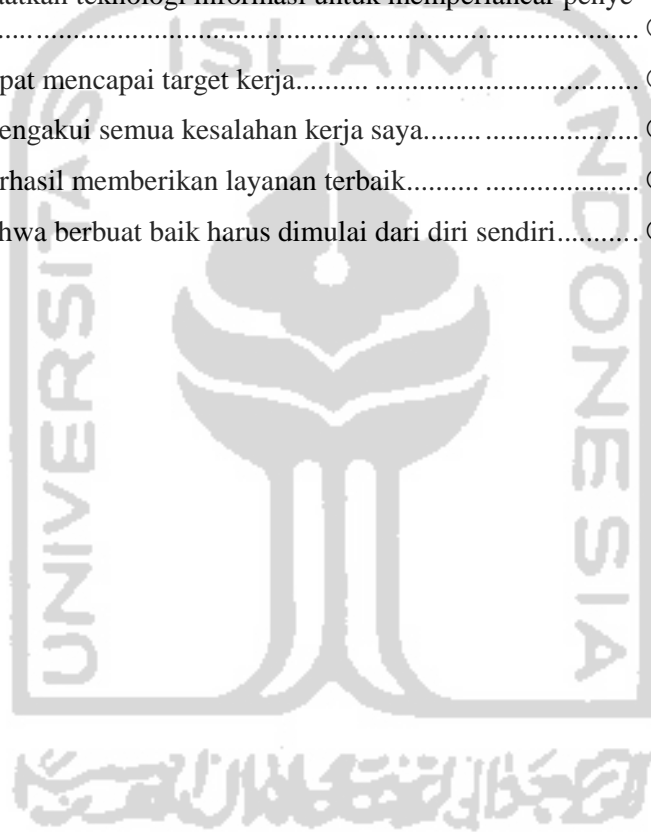 atkan teknologi informasi untuk memperlancar penye
..... ................................................................................
pat mencapai target kerja......... ..................................
engakui semua kesalahan kerja saya........ ....................
rhasil memberikan layanan terbaik.......... ....................
hwa berbuat baik harus dimulai dari diri sendiri...........
ISLAM
UNIVERSITAS
INDONESIA